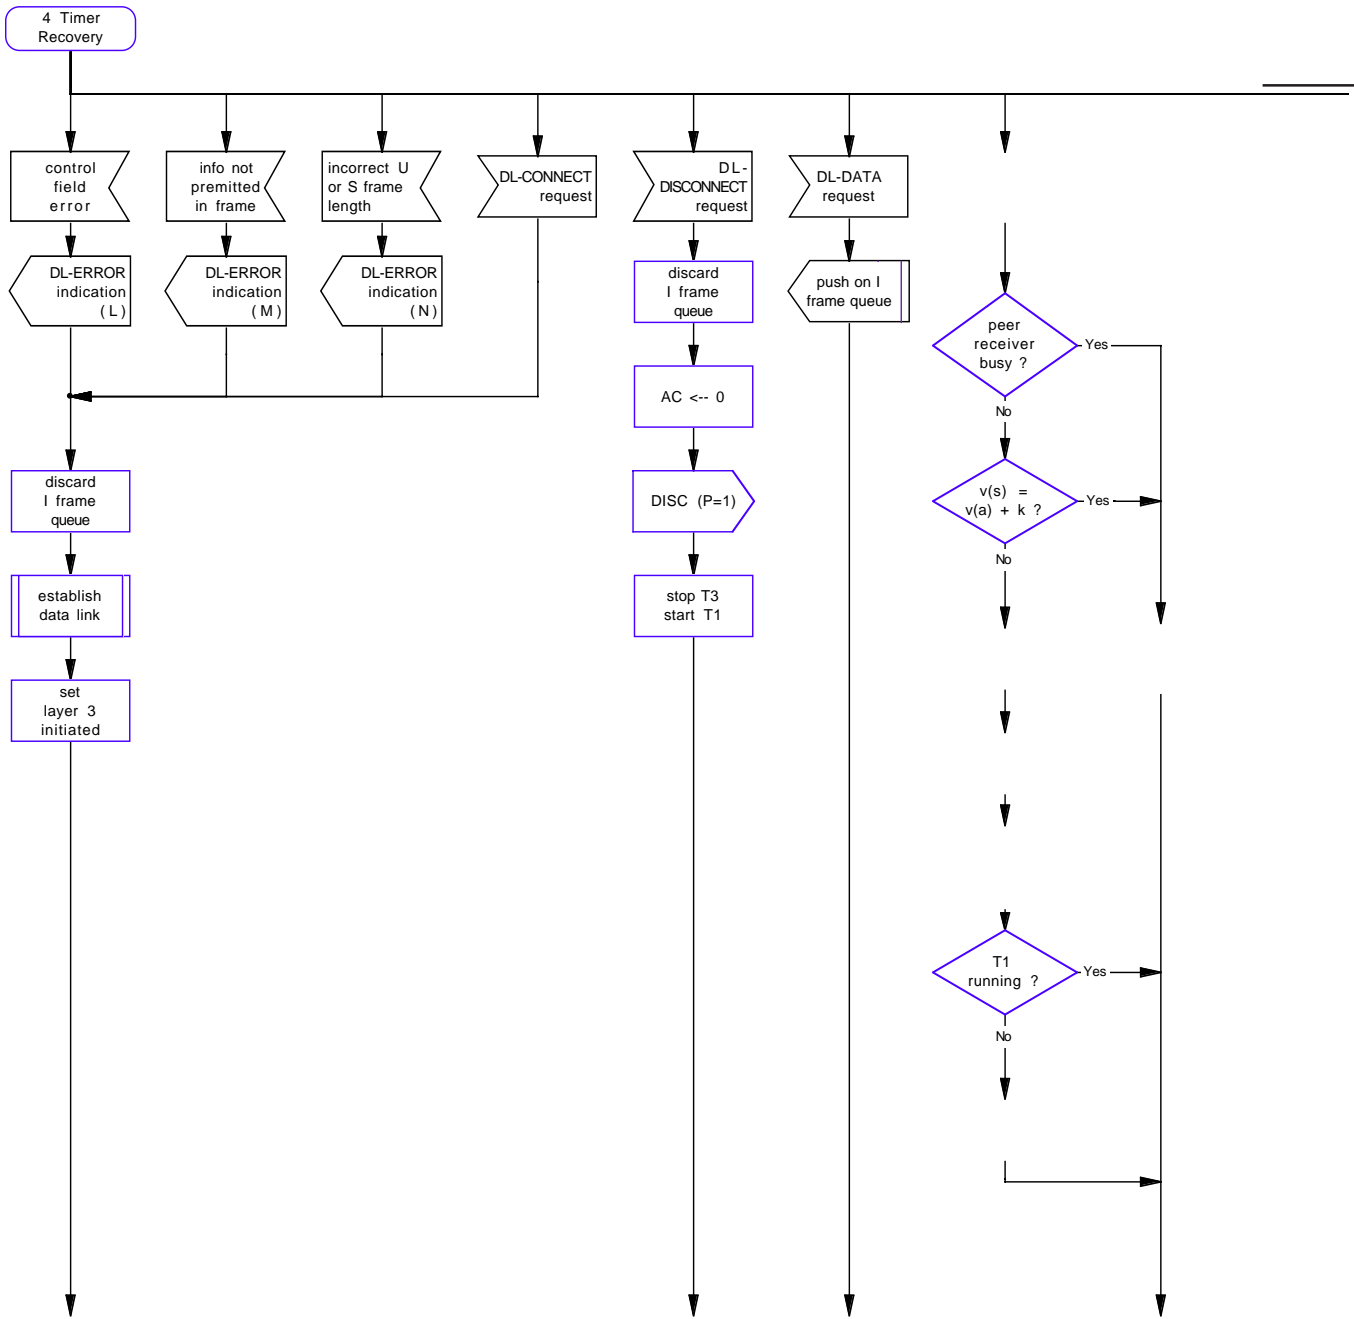 4 Timer
Recovery
control
field
error
info not
premitted
in frame
incorrect U
or S frame
length
DL-CONNECT
request
DL-
DISCONNECT
request
DL-DATA
request
DL-ERROR
indication
(L)
DL-ERROR
indication
(M)
DL-ERROR
indication
(N)
discard
I frame
queue
push on I
frame queue
peer
receiver
busy ?
Yes
No
AC <-- 0
discard
I frame
queue
DISC (P=1)
v(s) =
v(a) + k ?
Yes
No
establish
data link
stop T3
start T1
set
layer 3
initiated
T1
running ?
Yes
No